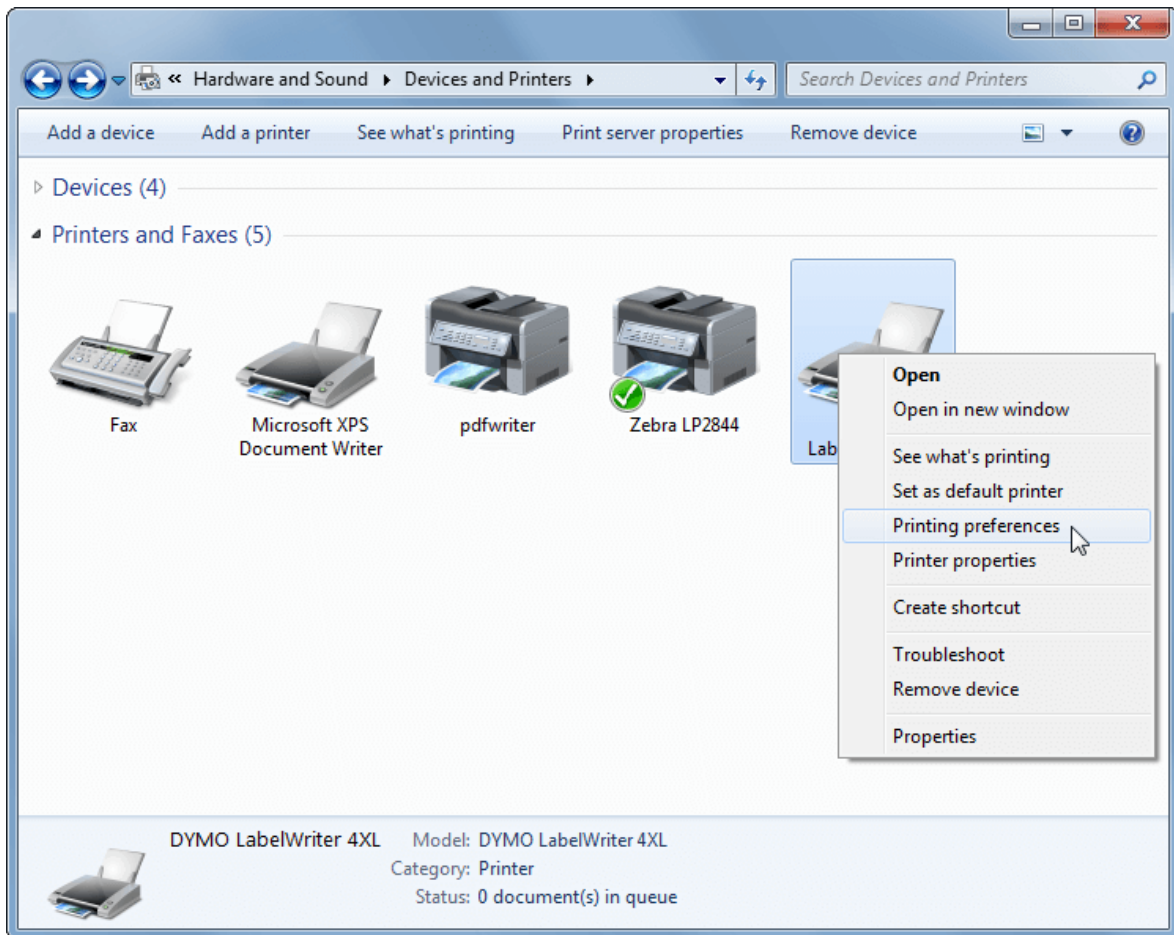 « Hardware and Sound ▸ Devices and Printers ▸
Search Devices and Printers
Add a device Add a printer See what's printing Print server properties Remove device
Devices (4)
Printers and Faxes (5)
Fax
Microsoft XPS
Document Writer
pdfwriter
Zebra LP2844
Lab
Open
Open in new window
See what's printing
Set as default printer
Printing preferences
Printer properties
Create shortcut
Troubleshoot
Remove device
Properties
DYMO LabelWriter 4XL Model: DYMO LabelWriter 4XL
Category: Printer
Status: 0 document(s) in queue